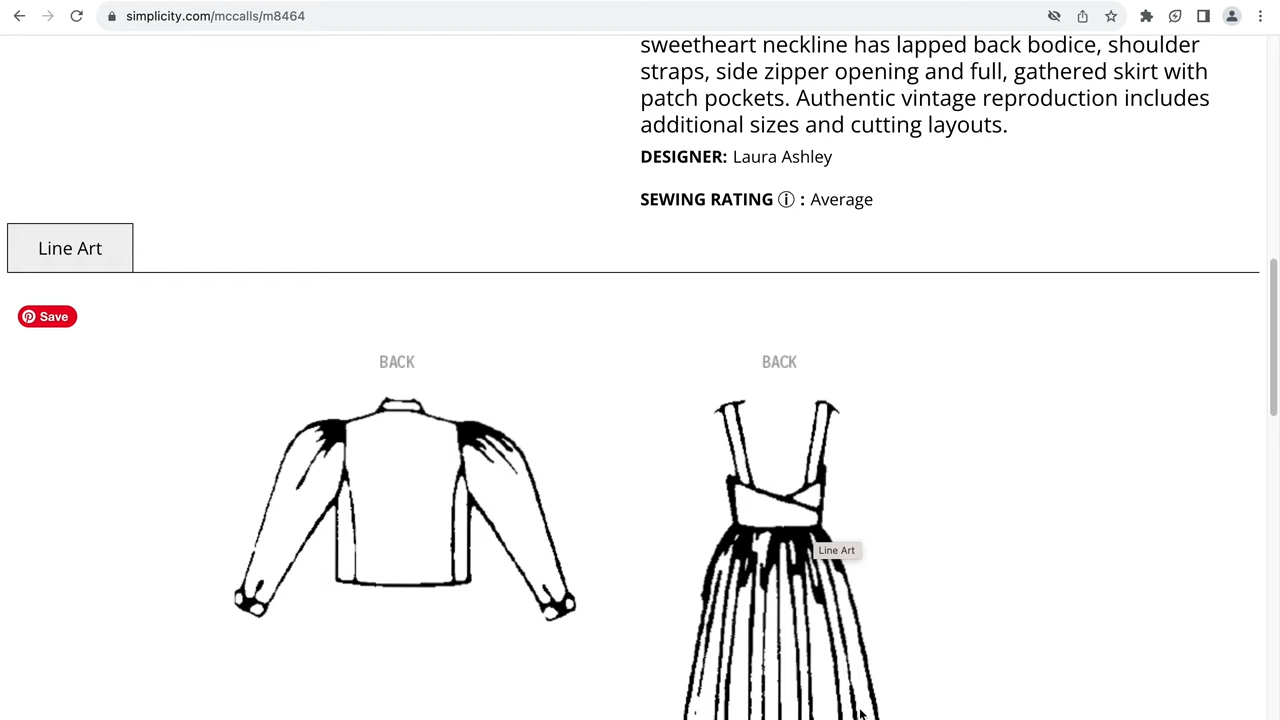 simplicity.com/mccalls/m8464
sweetheart neckline has lapped back bodice, shoulder
straps, side zipper opening and full, gathered skirt with
patch pockets. Authentic vintage reproduction includes
additional sizes and cutting layouts.
DESIGNER: Laura Ashley
SEWING RATING ⓘ : Average
Line Art
Save
BACK BACK
Line Art